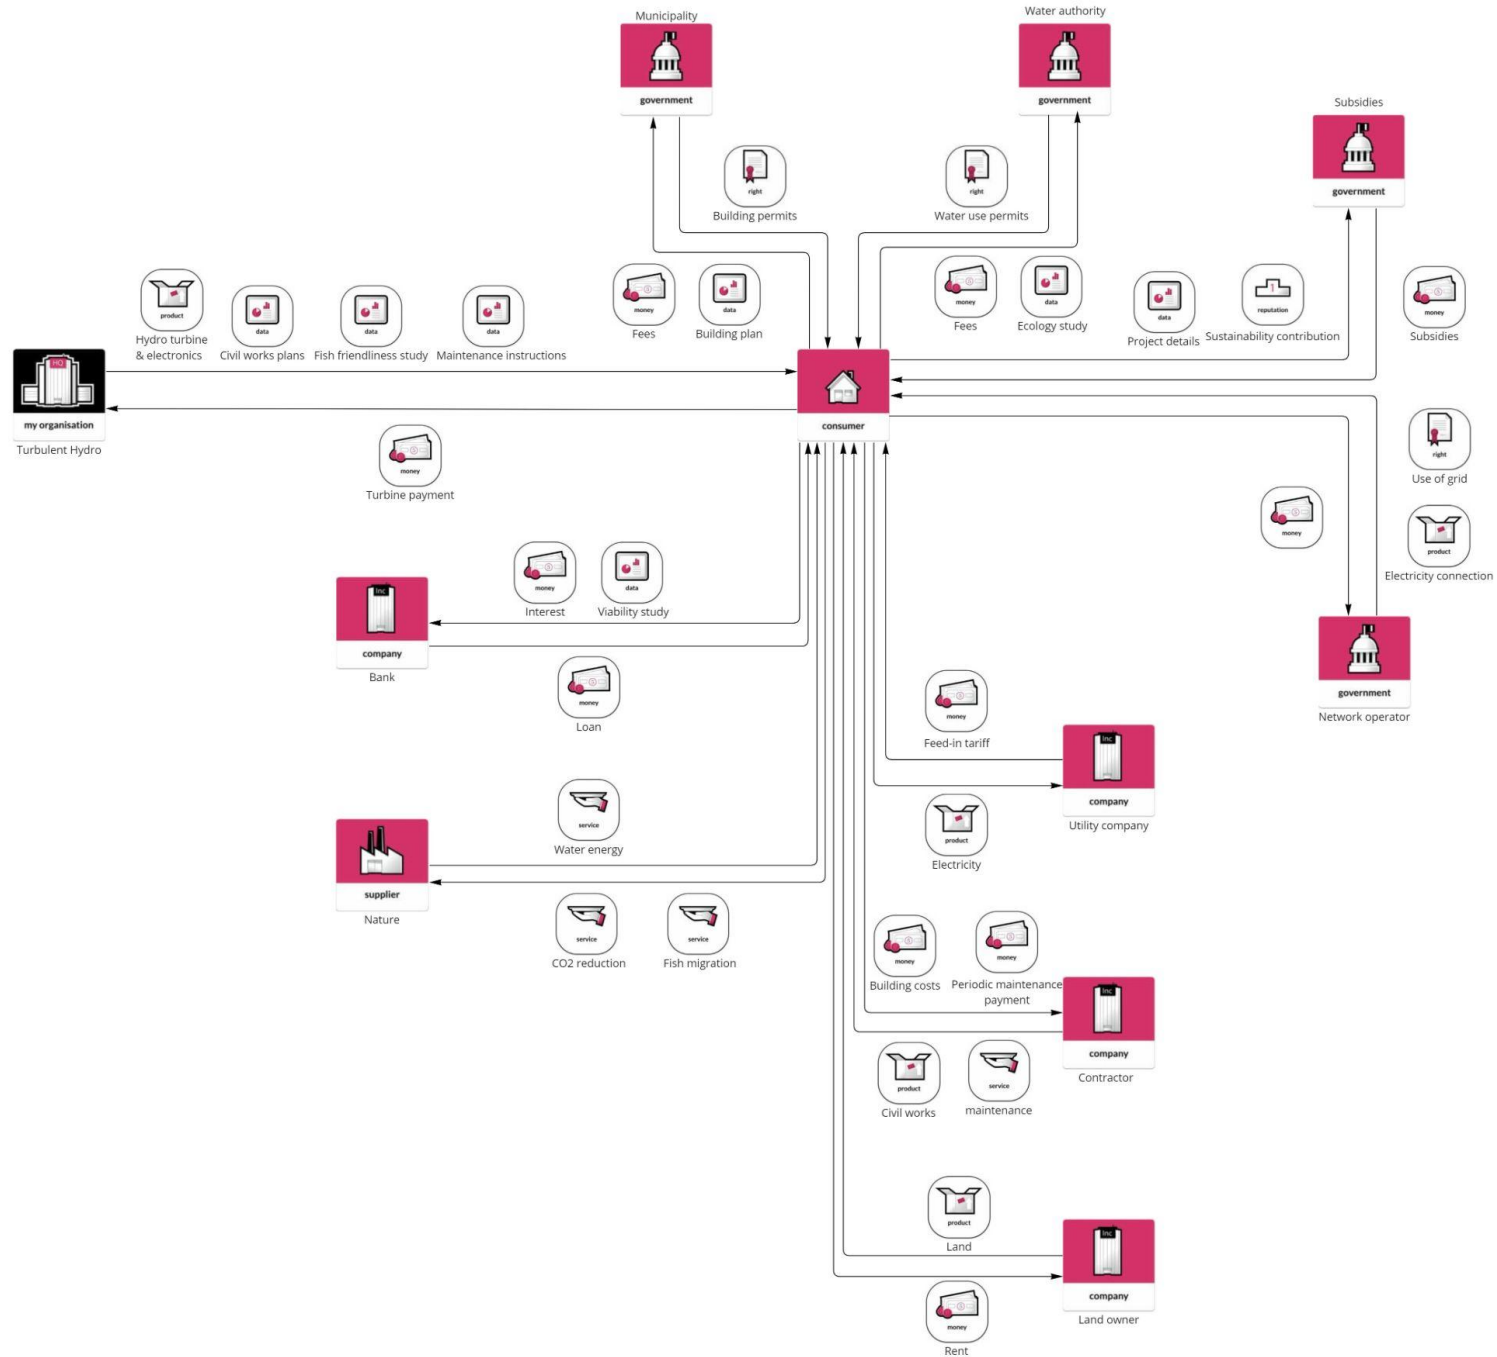 Municipality
government
Water authority
government
Subsidies
government
right
Building permits
right
Water use permits
product
Hydro turbine
& electronics
data
Civil works plans
data
Fish friendliness study
data
Maintenance instructions
money
Fees
data
Building plan
money
Fees
data
Ecology study
data
Project details
1
reputation
Sustainability contribution
money
Subsidies
HQ
my organisation
Turbulent Hydro
consumer
money
Turbine payment
right
Use of grid
money
product
Electricity connection
money
Interest
data
Viability study
Inc
company
Bank
money
Loan
government
Network operator
money
Feed-in tariff
Inc
company
Utility company
product
Electricity
service
Water energy
supplier
Nature
service
CO2 reduction
service
Fish migration
money
Building costs
money
Periodic maintenance
payment
Inc
company
Contractor
product
Civil works
service
maintenance
product
Land
Inc
company
Land owner
money
Rent